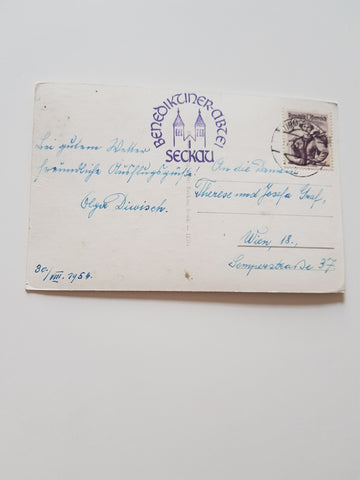 BENEDIKTINER-ABTEI
SECKAU
Bei gutem Wetter
freundliche Ausflugsgrüße!
Olga Diwisch.
30./VIII. 1954.
An die Damen
Therese und Josefa Graf,
Wien, 18.,
Semperstraße 37